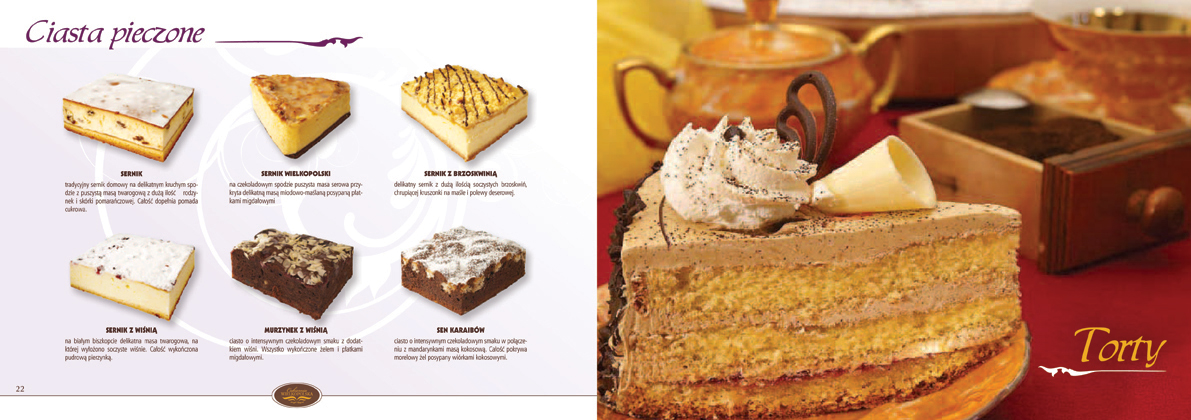 Ciasta pieczone
SERNIK
tradycyjny sernik domowy na delikatnym kruchym spo-
dzie z puszystą masą twarogową z dużą ilość rodzy-
nek i skórki pomarańczowej. Całość dopełnia pomada
cukrowa.
SERNIK WIELKOPOLSKI
na czekoladowym spodzie puszysta masa serowa przy-
kryta delikatną masą miodowo-maślaną posypaną płat-
kami migdałowymi
SERNIK Z BRZOSKWINIĄ
delikatny sernik z dużą ilością soczystych brzoskwiń,
chrupiącej kruszonki na maśle i polewy deserowej.
SERNIK Z WIŚNIĄ
na białym biszkopcie delikatna masa twarogowa, na
której wyłożono soczyste wiśnie. Całość wykończona
pudrową pierzynką.
MURZYNEK Z WIŚNIĄ
ciasto o intensywnym czekoladowym smaku z dodat-
kiem wiśni. Wszystko wykończone żelem i płatkami
migdałowymi.
SEN KARAIBÓW
ciasto o intensywnym czekoladowym smaku w połącze-
niu z mandarynkami masą kokosową. Całość pokrywa
morelowy żel posypany wiórkami kokosowymi.
22
Torty